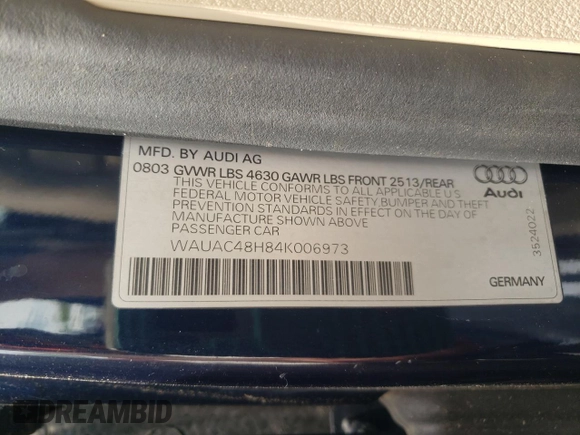 MFD. BY AUDI AG
0803 GVWR LBS 4630 GAWR LBS FRONT 2513/REAR
THIS VEHICLE CONFORMS TO ALL APPLICABLE U.S
FEDERAL MOTOR VEHICLE SAFETY, BUMPER, AND THEFT
PREVENTION STANDARDS IN EFFECT ON THE DAY OF
MANUFACTURE SHOWN ABOVE
PASSENGER CAR
WAUAC48H84K006973
Audi
3524022
GERMANY
DREAMBID